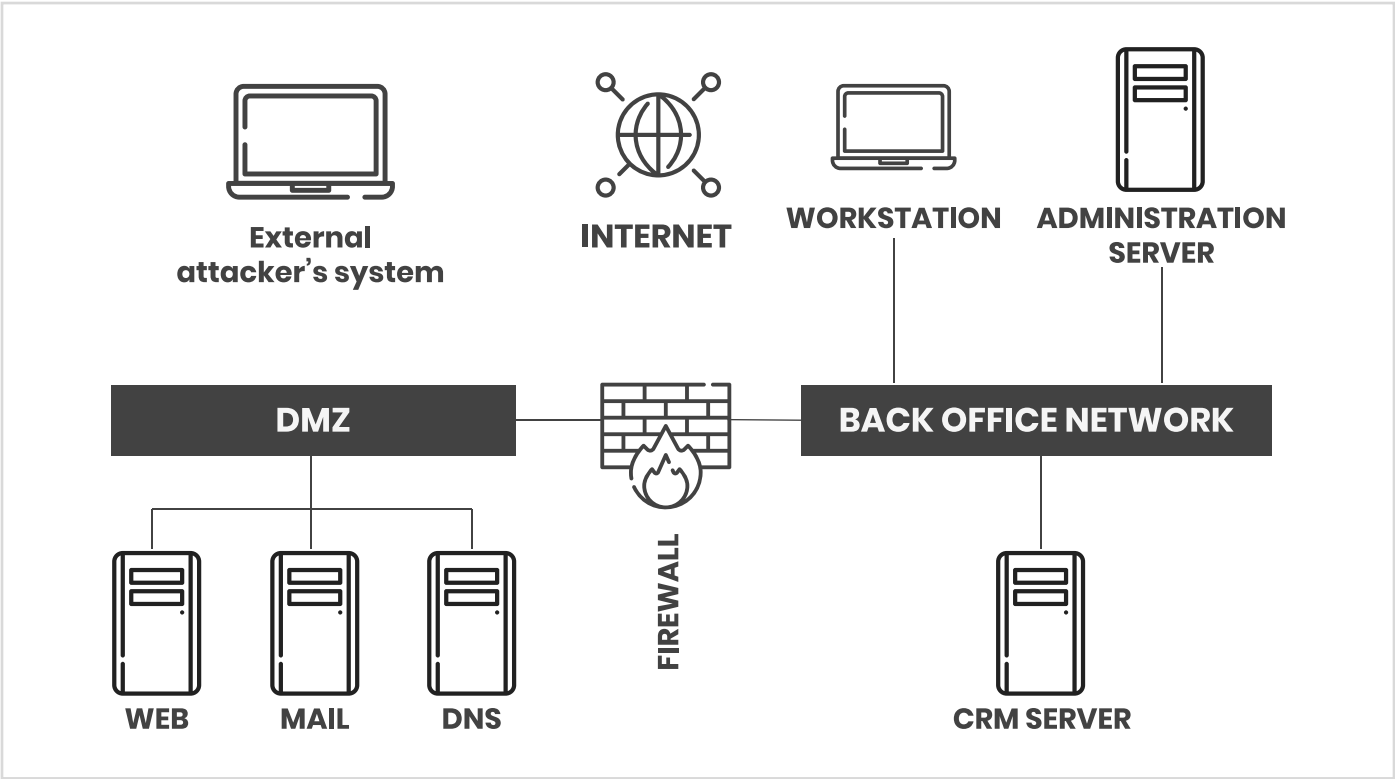 External
attacker’s system
INTERNET
WORKSTATION
ADMINISTRATION
SERVER
DMZ
BACK OFFICE NETWORK
FIREWALL
WEB
MAIL
DNS
CRM SERVER